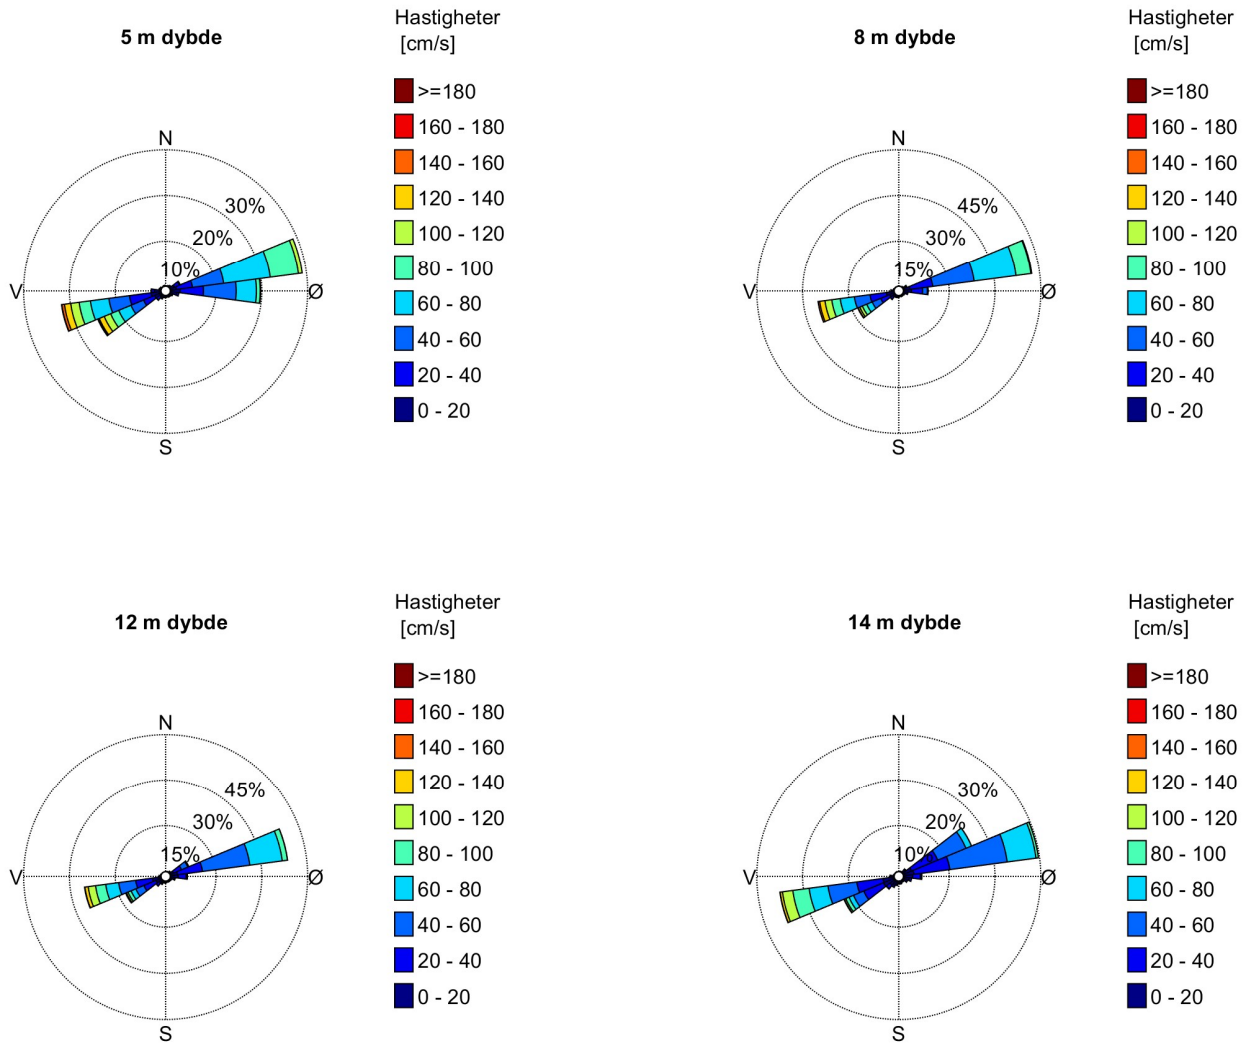 5 m dybde
Hastigheter
[cm/s]
>=180
160 - 180
140 - 160
120 - 140
100 - 120
80 - 100
60 - 80
40 - 60
20 - 40
0 - 20
N
30%
20%
10%
V
Ø
S
8 m dybde
Hastigheter
[cm/s]
>=180
160 - 180
140 - 160
120 - 140
100 - 120
80 - 100
60 - 80
40 - 60
20 - 40
0 - 20
N
45%
30%
15%
V
Ø
S
12 m dybde
Hastigheter
[cm/s]
>=180
160 - 180
140 - 160
120 - 140
100 - 120
80 - 100
60 - 80
40 - 60
20 - 40
0 - 20
N
45%
30%
15%
V
Ø
S
14 m dybde
Hastigheter
[cm/s]
>=180
160 - 180
140 - 160
120 - 140
100 - 120
80 - 100
60 - 80
40 - 60
20 - 40
0 - 20
N
30%
20%
10%
V
Ø
S